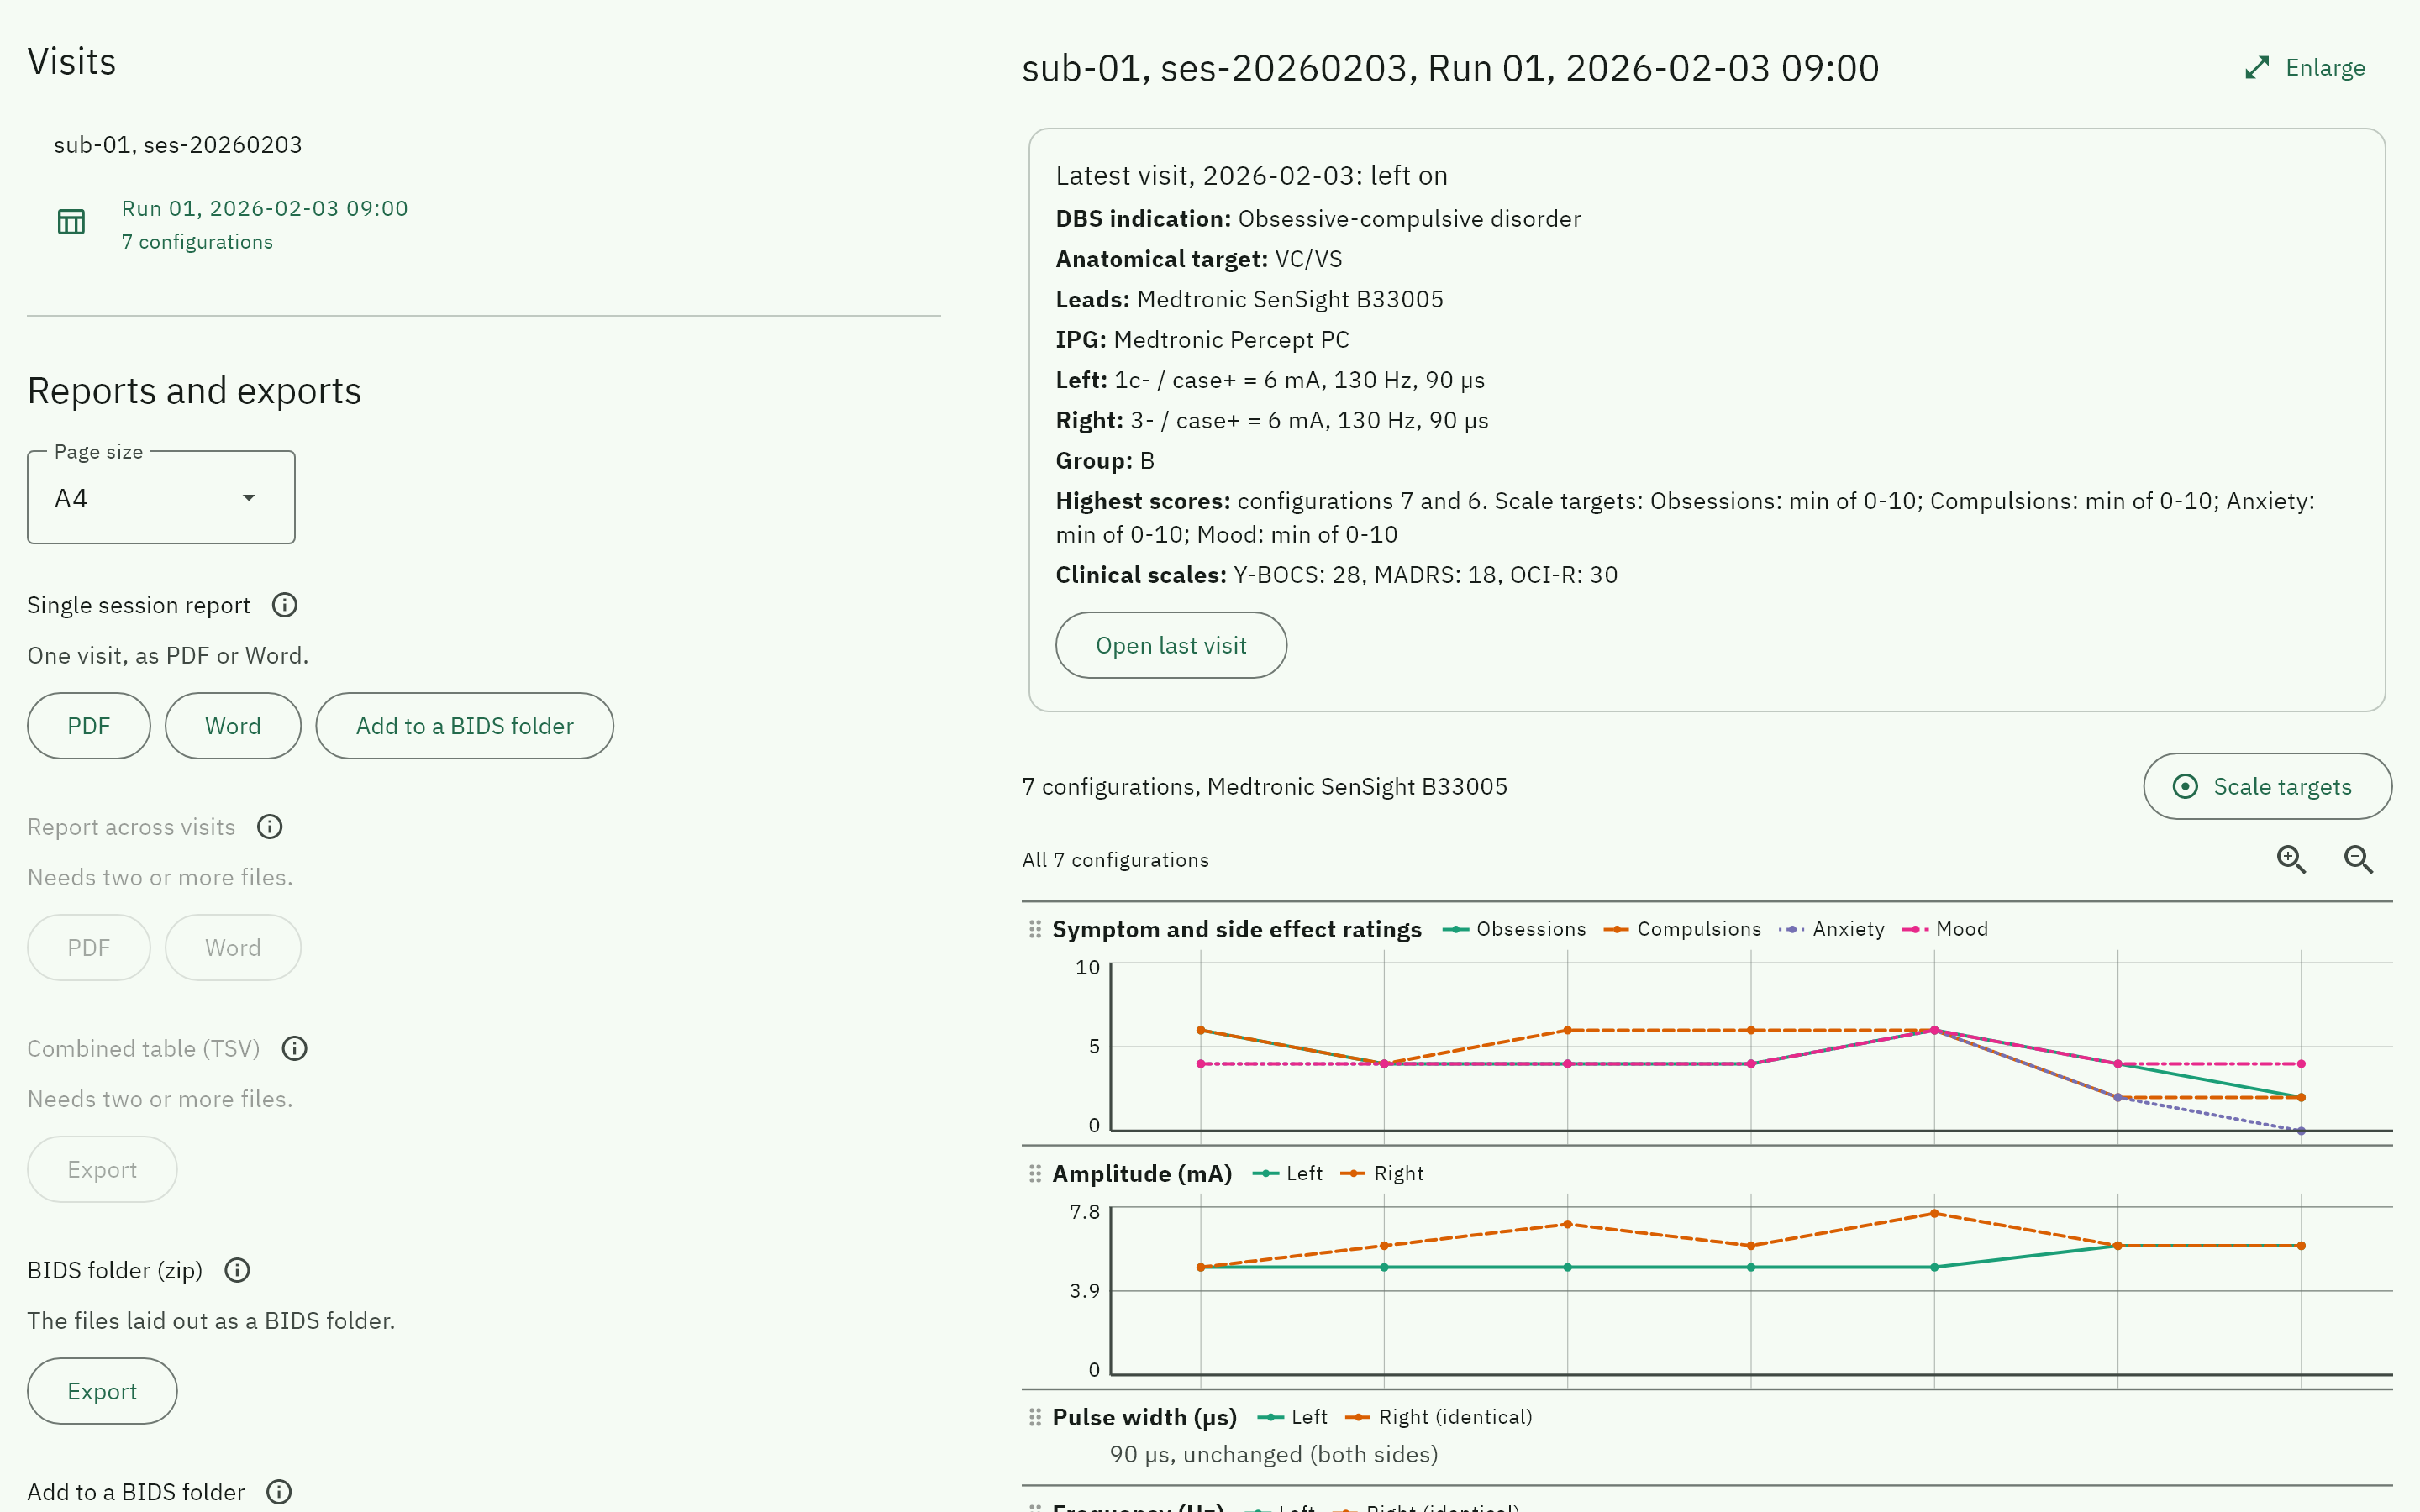 Visits
sub-01, ses-20260203
Run 01, 2026-02-03 09:00
7 configurations
Reports and exports
Page size
A4
Single session report
One visit, as PDF or Word.
PDF
Word
Add to a BIDS folder
Report across visits
Needs two or more files.
PDF
Word
Combined table (TSV)
Needs two or more files.
Export
BIDS folder (zip)
The files laid out as a BIDS folder.
Export
Add to a BIDS folder
sub-01, ses-20260203, Run 01, 2026-02-03 09:00
Enlarge
Latest visit, 2026-02-03: left on
DBS indication: Obsessive-compulsive disorder
Anatomical target: VC/VS
Leads: Medtronic SenSight B33005
IPG: Medtronic Percept PC
Left: 1c- / case+ = 6 mA, 130 Hz, 90 µs
Right: 3- / case+ = 6 mA, 130 Hz, 90 µs
Group: B
Highest scores: configurations 7 and 6. Scale targets: Obsessions: min of 0-10; Compulsions: min of 0-10; Anxiety:
min of 0-10; Mood: min of 0-10
Clinical scales: Y-BOCS: 28, MADRS: 18, OCI-R: 30
Open last visit
7 configurations, Medtronic SenSight B33005
Scale targets
All 7 configurations
Symptom and side effect ratings Obsessions Compulsions Anxiety Mood
10
5
0
Amplitude (mA) Left Right
7.8
3.9
0
Pulse width (µs) Left Right (identical)
90 µs, unchanged (both sides)
Frequency (Hz) Left Right (identical)